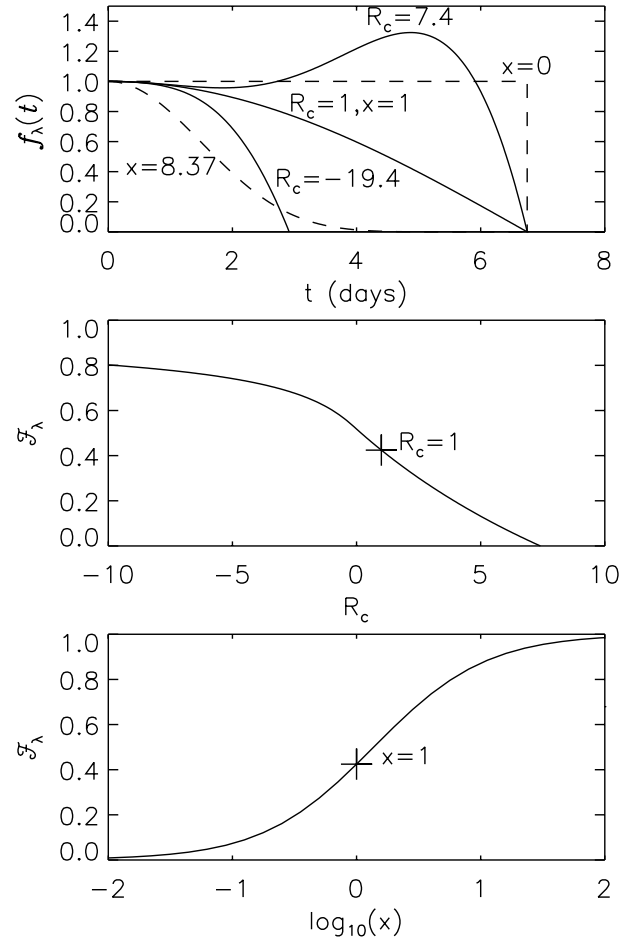 R_c=7.4
1.4
1.2
1.0
0.8
0.6
0.4
0.2
0.0
x=0
R_c=1,x=1
x=8.37
R_c=−19.4
f_λ(t)
0 2 4 6 8
t (days)
1.0
0.8
0.6
0.4
0.2
0.0
ℱ_λ
R_c=1
−10 −5 0 5 10
R_c
1.0
0.8
0.6
0.4
0.2
0.0
ℱ_λ
x=1
−2 −1 0 1 2
log₁₀(x)